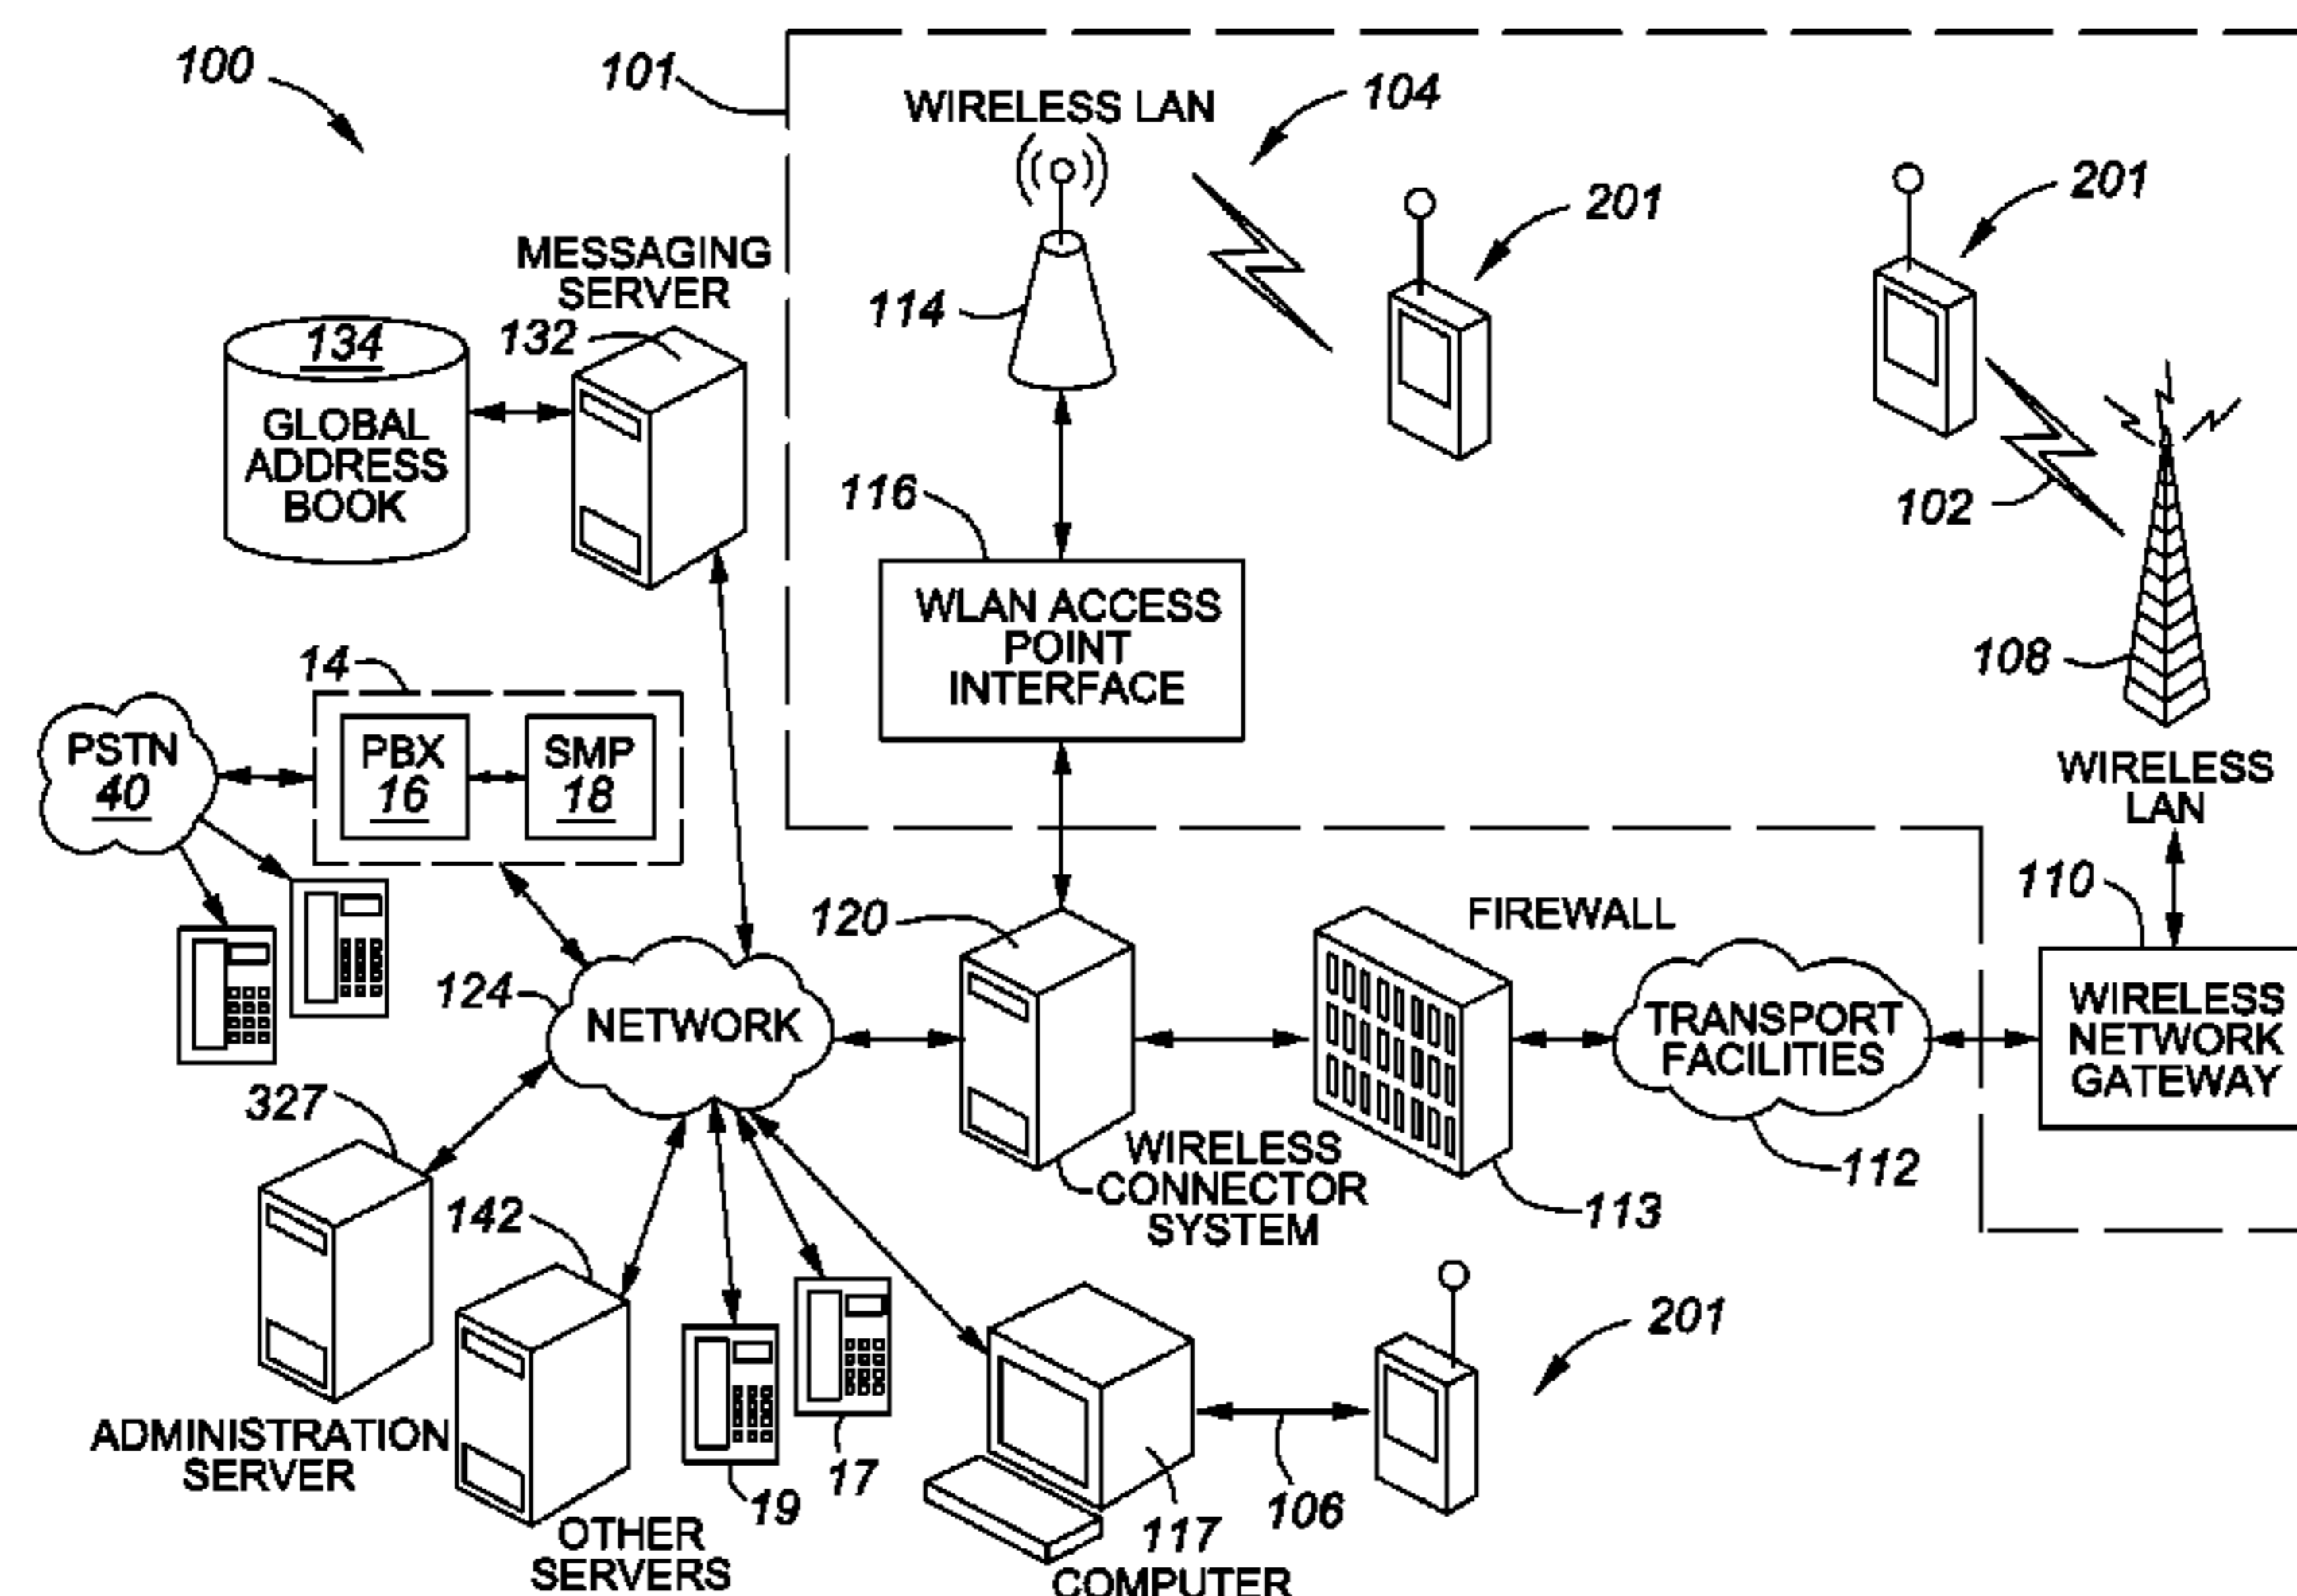 100
101
WIRELESS LAN
104
201
201
MESSAGING
SERVER
132
134
GLOBAL
ADDRESS
BOOK
114
116
102
WLAN ACCESS
POINT
INTERFACE
108
WIRELESS
LAN
14
PSTN
40
PBX
16
SMP
18
110
120
FIREWALL
124
NETWORK
TRANSPORT
FACILITIES
WIRELESS
NETWORK
GATEWAY
327
WIRELESS
CONNECTOR
SYSTEM
112
113
142
201
ADMINISTRATION
SERVER
OTHER
SERVERS
19
17
117
COMPUTER
106